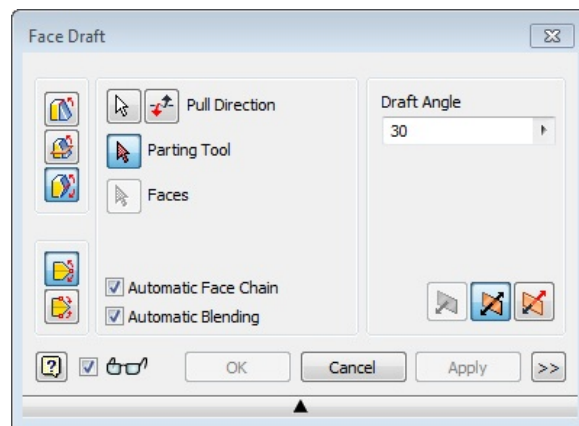 Face Draft
Pull Direction
Parting Tool
Faces
Automatic Face Chain
Automatic Blending
Draft Angle
30
?
OK
Cancel
Apply
>>